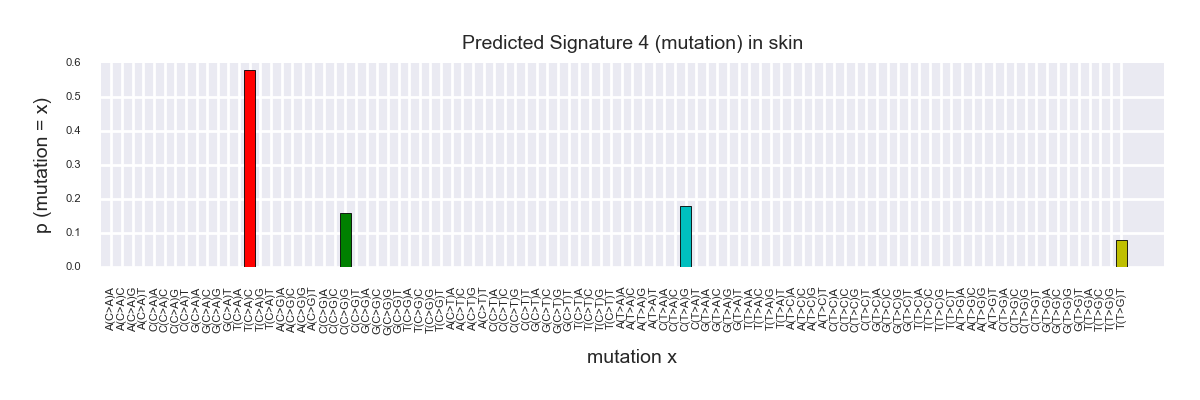 Predicted Signature 4 (mutation) in skin
p (mutation = x)
0.6
0.5
0.4
0.3
0.2
0.1
0.0
A(C>A)A
A(C>A)C
A(C>A)G
A(C>A)T
C(C>A)A
C(C>A)C
C(C>A)G
C(C>A)T
G(C>A)A
G(C>A)C
G(C>A)G
G(C>A)T
T(C>A)A
T(C>A)C
T(C>A)G
T(C>A)T
A(C>G)A
A(C>G)C
A(C>G)G
A(C>G)T
C(C>G)A
C(C>G)C
C(C>G)G
C(C>G)T
G(C>G)A
G(C>G)C
G(C>G)G
G(C>G)T
T(C>G)A
T(C>G)C
T(C>G)G
T(C>G)T
A(C>T)A
A(C>T)C
A(C>T)G
A(C>T)T
C(C>T)A
C(C>T)C
C(C>T)G
C(C>T)T
G(C>T)A
G(C>T)C
G(C>T)G
G(C>T)T
T(C>T)A
T(C>T)C
T(C>T)G
T(C>T)T
A(T>A)A
A(T>A)C
A(T>A)G
A(T>A)T
C(T>A)A
C(T>A)C
C(T>A)G
C(T>A)T
G(T>A)A
G(T>A)C
G(T>A)G
G(T>A)T
T(T>A)A
T(T>A)C
T(T>A)G
T(T>A)T
A(T>C)A
A(T>C)C
A(T>C)G
A(T>C)T
C(T>C)A
C(T>C)C
C(T>C)G
C(T>C)T
G(T>C)A
G(T>C)C
G(T>C)G
G(T>C)T
T(T>C)A
T(T>C)C
T(T>C)G
T(T>C)T
A(T>G)A
A(T>G)C
A(T>G)G
A(T>G)T
C(T>G)A
C(T>G)C
C(T>G)G
C(T>G)T
G(T>G)A
G(T>G)C
G(T>G)G
G(T>G)T
T(T>G)A
T(T>G)C
T(T>G)G
T(T>G)T
mutation x